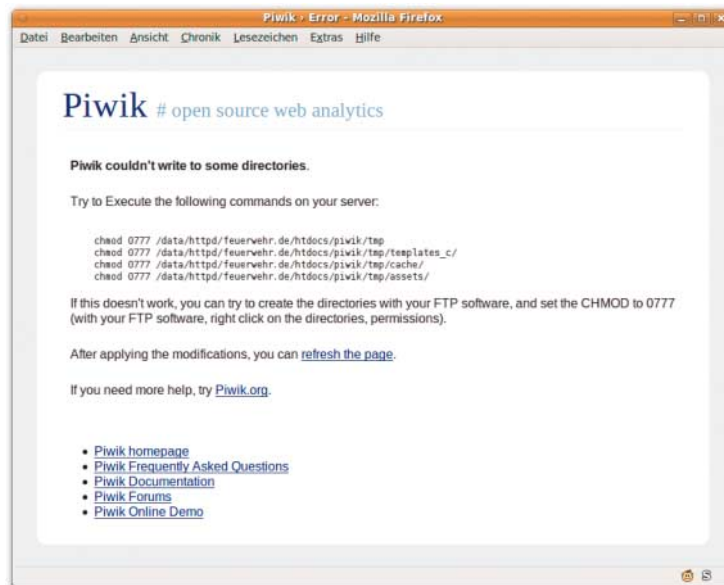 Piwik › Error - Mozilla Firefox
Datei Bearbeiten Ansicht Chronik Lesezeichen Extras Hilfe
Piwik # open source web analytics
Piwik couldn't write to some directories.
Try to Execute the following commands on your server:
chmod 0777 /data/httpd/feuerwehr.de/htdocs/piwik/tmp
chmod 0777 /data/httpd/feuerwehr.de/htdocs/piwik/tmp/templates_c/
chmod 0777 /data/httpd/feuerwehr.de/htdocs/piwik/tmp/cache/
chmod 0777 /data/httpd/feuerwehr.de/htdocs/piwik/tmp/assets/
If this doesn't work, you can try to create the directories with your FTP software, and set the CHMOD to 0777
(with your FTP software, right click on the directories, permissions).
After applying the modifications, you can refresh the page.
If you need more help, try Piwik.org.
• Piwik homepage
• Piwik Frequently Asked Questions
• Piwik Documentation
• Piwik Forums
• Piwik Online Demo